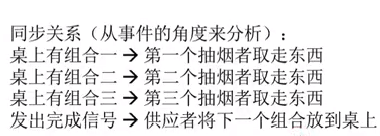 同步关系（从事件的角度来分析）：
桌上有组合一 → 第一个抽烟者取走东西
桌上有组合二 → 第二个抽烟者取走东西
桌上有组合三 → 第三个抽烟者取走东西
发出完成信号 → 供应者将下一个组合放到桌上